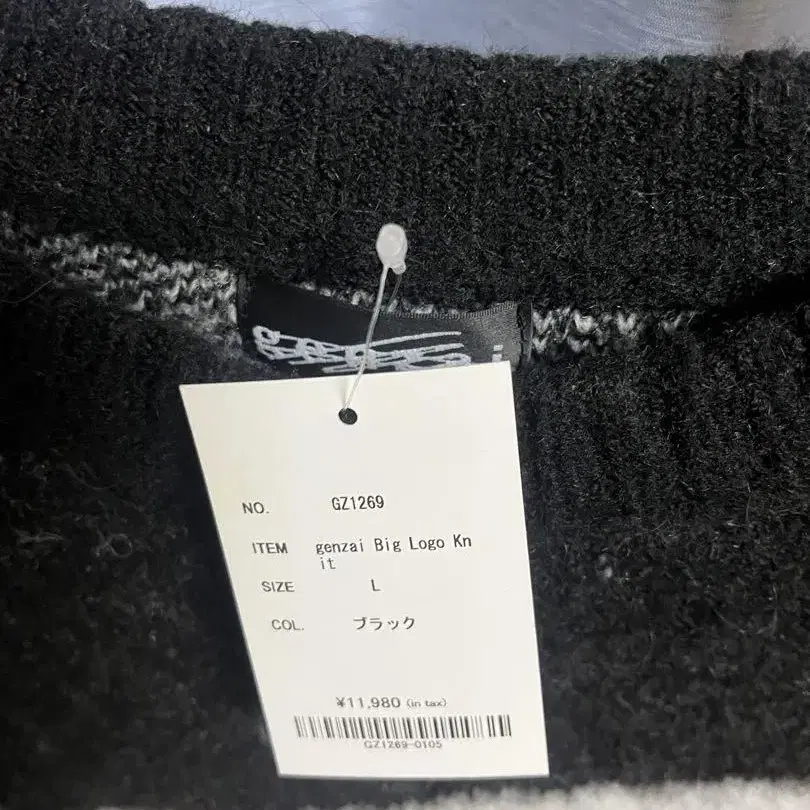 NO. GZ1269
ITEM genzai Big Logo Kn
it
SIZE L
COL. ブラック
¥11,980 (in tax)
GZ1269-0105